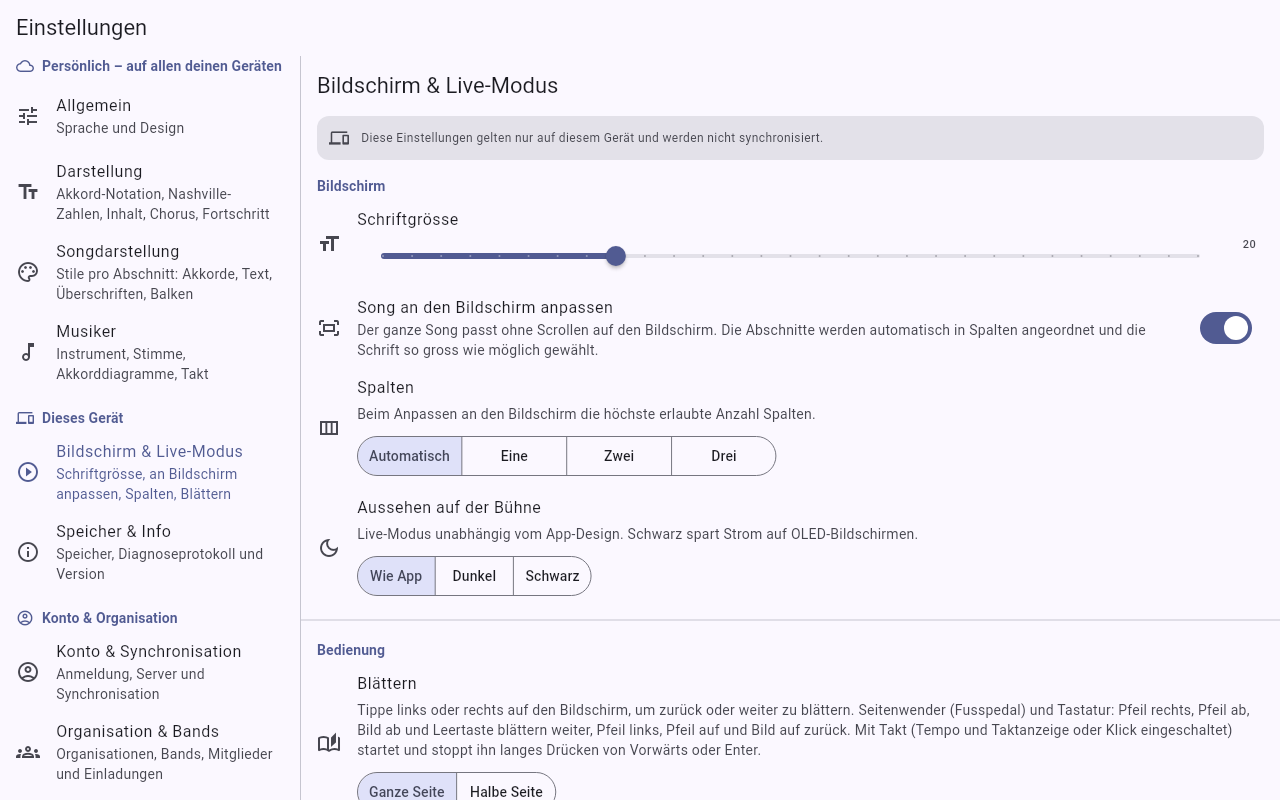 Einstellungen
Persönlich – auf allen deinen Geräten
Allgemein
Sprache und Design
Darstellung
Akkord-Notation, Nashville-
Zahlen, Inhalt, Chorus, Fortschritt
Songdarstellung
Stile pro Abschnitt: Akkorde, Text,
Überschriften, Balken
Musiker
Instrument, Stimme,
Akkorddiagramme, Takt
Dieses Gerät
Bildschirm & Live-Modus
Schriftgrösse, an Bildschirm
anpassen, Spalten, Blättern
Speicher & Info
Speicher, Diagnoseprotokoll und
Version
Konto & Organisation
Konto & Synchronisation
Anmeldung, Server und
Synchronisation
Organisation & Bands
Organisationen, Bands, Mitglieder
und Einladungen
Bildschirm & Live-Modus
Diese Einstellungen gelten nur auf diesem Gerät und werden nicht synchronisiert.
Bildschirm
Schriftgrösse
20
Song an den Bildschirm anpassen
Der ganze Song passt ohne Scrollen auf den Bildschirm. Die Abschnitte werden automatisch in Spalten angeordnet und die
Schrift so gross wie möglich gewählt.
Spalten
Beim Anpassen an den Bildschirm die höchste erlaubte Anzahl Spalten.
Automatisch Eine Zwei Drei
Aussehen auf der Bühne
Live-Modus unabhängig vom App-Design. Schwarz spart Strom auf OLED-Bildschirmen.
Wie App Dunkel Schwarz
Bedienung
Blättern
Tippe links oder rechts auf den Bildschirm, um zurück oder weiter zu blättern. Seitenwender (Fusspedal) und Tastatur: Pfeil rechts, Pfeil ab,
Bild ab und Leertaste blättern weiter, Pfeil links, Pfeil auf und Bild auf zurück. Mit Takt (Tempo und Taktanzeige oder Klick eingeschaltet)
startet und stoppt ihn langes Drücken von Vorwärts oder Enter.
Ganze Seite Halbe Seite